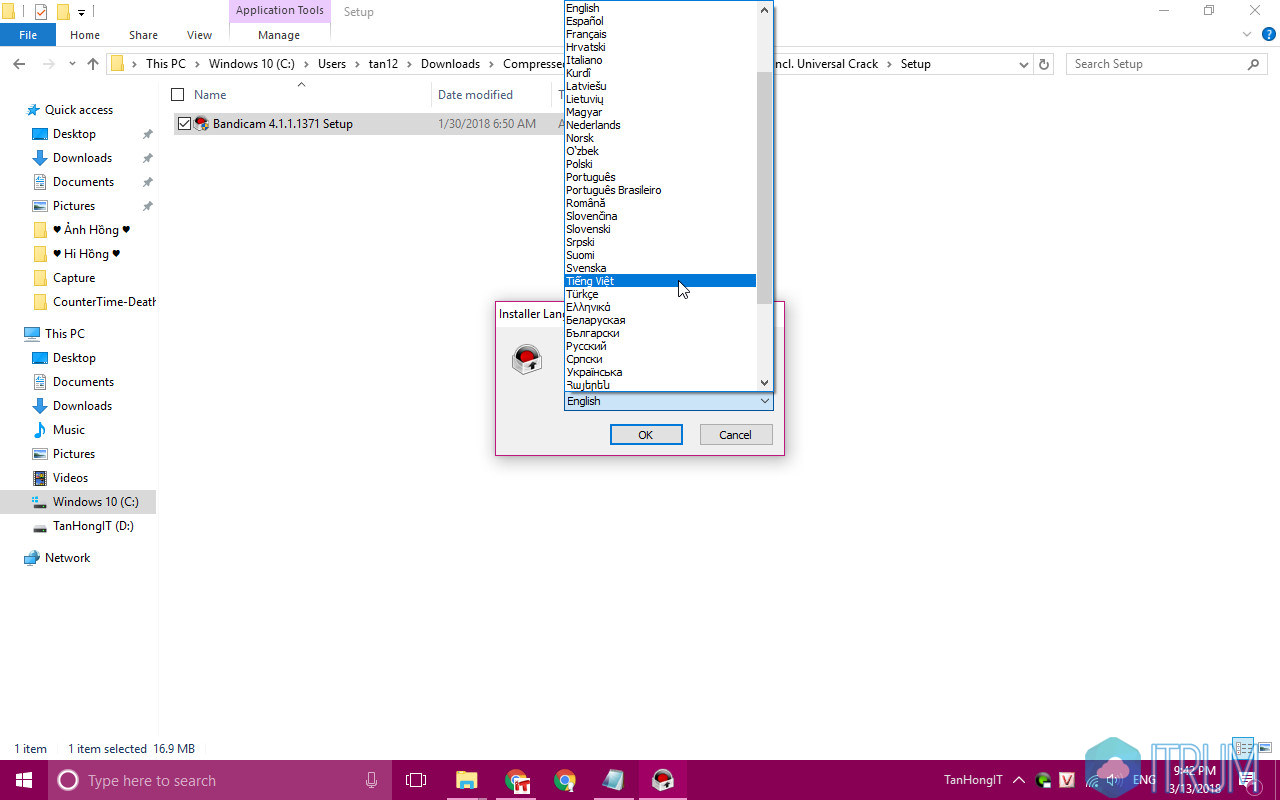 Application Tools
Setup
File
Home
Share
View
Manage
This PC
Windows 10 (C:)
Users
tan12
Downloads
Compresse
ncl. Universal Crack
Setup
Search Setup
Name
Date modified
Bandicam 4.1.1.1371 Setup
1/30/2018 6:50 AM
Quick access
Desktop
Downloads
Documents
Pictures
♥ Ảnh Hồng ♥
♥ Hi Hồng ♥
Capture
CounterTime-Death
This PC
Desktop
Documents
Downloads
Music
Pictures
Videos
Windows 10 (C:)
TanHongIT (D:)
Network
English
Español
Français
Hrvatski
Italiano
Kurdî
Latviešu
Lietuvių
Magyar
Nederlands
Norsk
O'zbek
Polski
Português
Português Brasileiro
Română
Slovenčina
Slovenski
Srpski
Suomi
Svenska
Tiếng Việt
Türkçe
Ελληνικά
Беларуская
Български
Русский
Српски
Українська
Հայերեն
Installer Lan
English
OK
Cancel
1 item
1 item selected 16.9 MB
Type here to search
TanHongIT
V
ENG
9:42 PM
3/13/2018
1
ITRUM